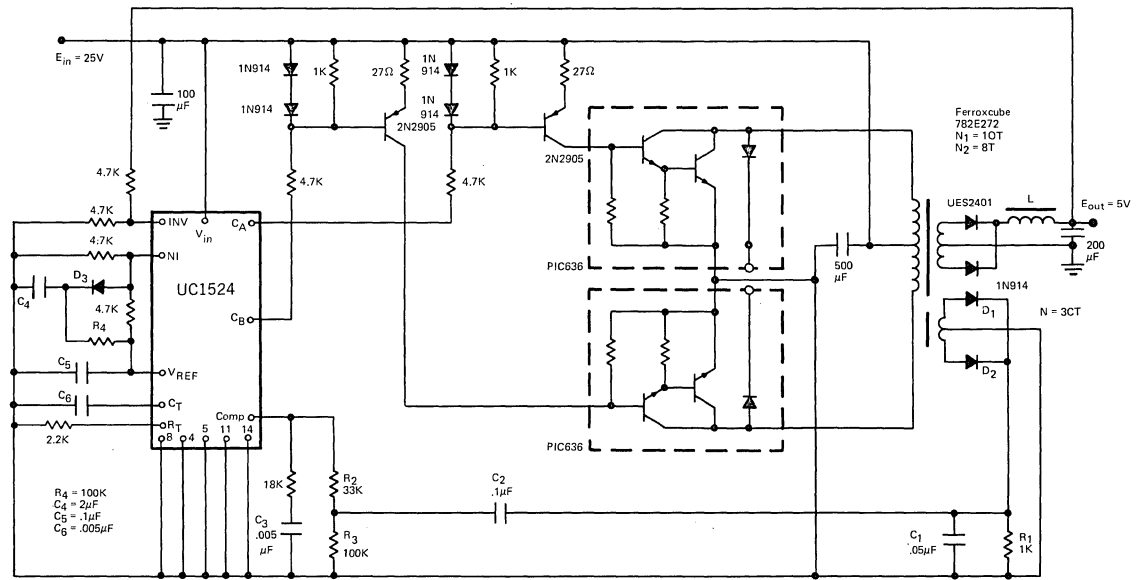 E_in = 25V
100
µF
1N914
1N914
1K
27Ω
2N2905
1N
914
1N
914
1K
27Ω
2N2905
4.7K
4.7K
4.7K
4.7K
4.7K
4.7K
INV
V_in
C_A
NI
UC1524
C_B
D_3
C_4
R_4
C_5
V_REF
C_6
C_T
R_T
2.2K
Comp
8 4 5 11 14
PIC636
PIC636
500
µF
Ferroxcube
782E272
N_1 = 10T
N_2 = 8T
UES2401
L
E_out = 5V
200
µF
1N914
D_1
N = 3CT
D_2
R_4 = 100K
C_4 = 2µF
C_5 = .1µF
C_6 = .005µF
18K
C_3
.005
µF
R_2
33K
R_3
100K
C_2
.1µF
C_1
.05µF
R_1
1K